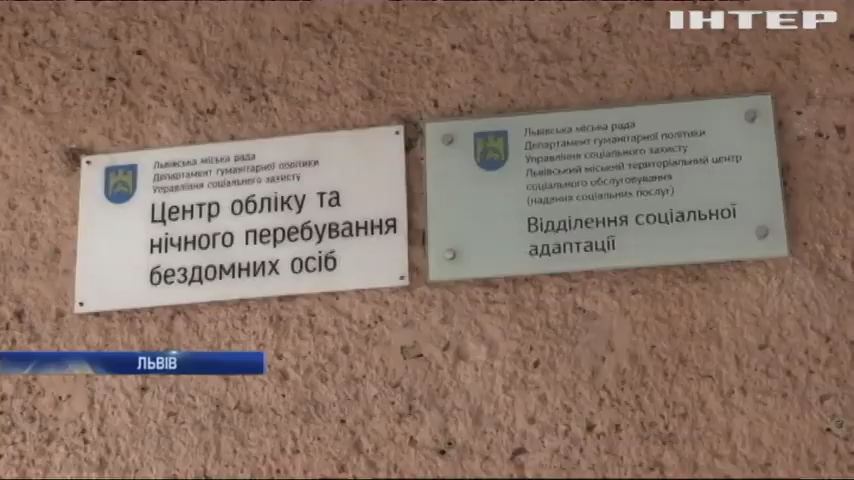 ІНТЕР
Львівська міська рада
Департамент гуманітарної політики
Управління соціального захисту
Центр обліку та
нічного перебування
бездомних осіб
Львівська міська рада
Департамент гуманітарної політики
Управління соціального захисту
Львівський міський територіальний центр
соціального обслуговування
(надання соціальних послуг)
Відділення соціальної
адаптації
ЛЬВІВ